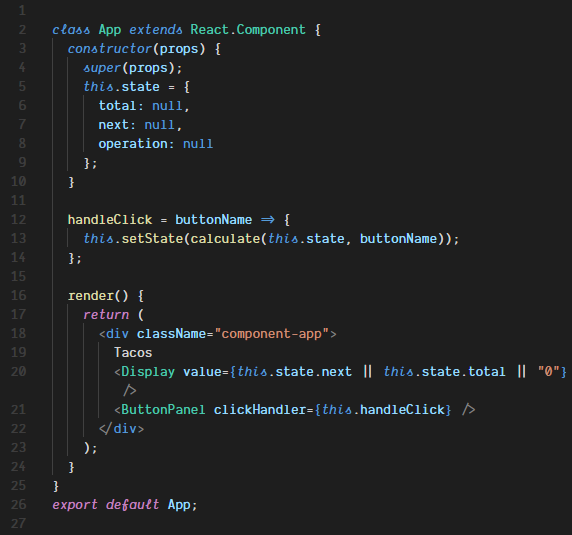 1
2 class App extends React.Component {
3 constructor(props) {
4 super(props);
5 this.state = {
6 total: null,
7 next: null,
8 operation: null
9 };
10 }
11
12 handleClick = buttonName => {
13 this.setState(calculate(this.state, buttonName));
14 };
15
16 render() {
17 return (
18 <div className="component-app">
19 Tacos
20 <Display value={this.state.next || this.state.total || "0"}
/>
21 <ButtonPanel clickHandler={this.handleClick} />
22 </div>
23 );
24 }
25 }
26 export default App;
27